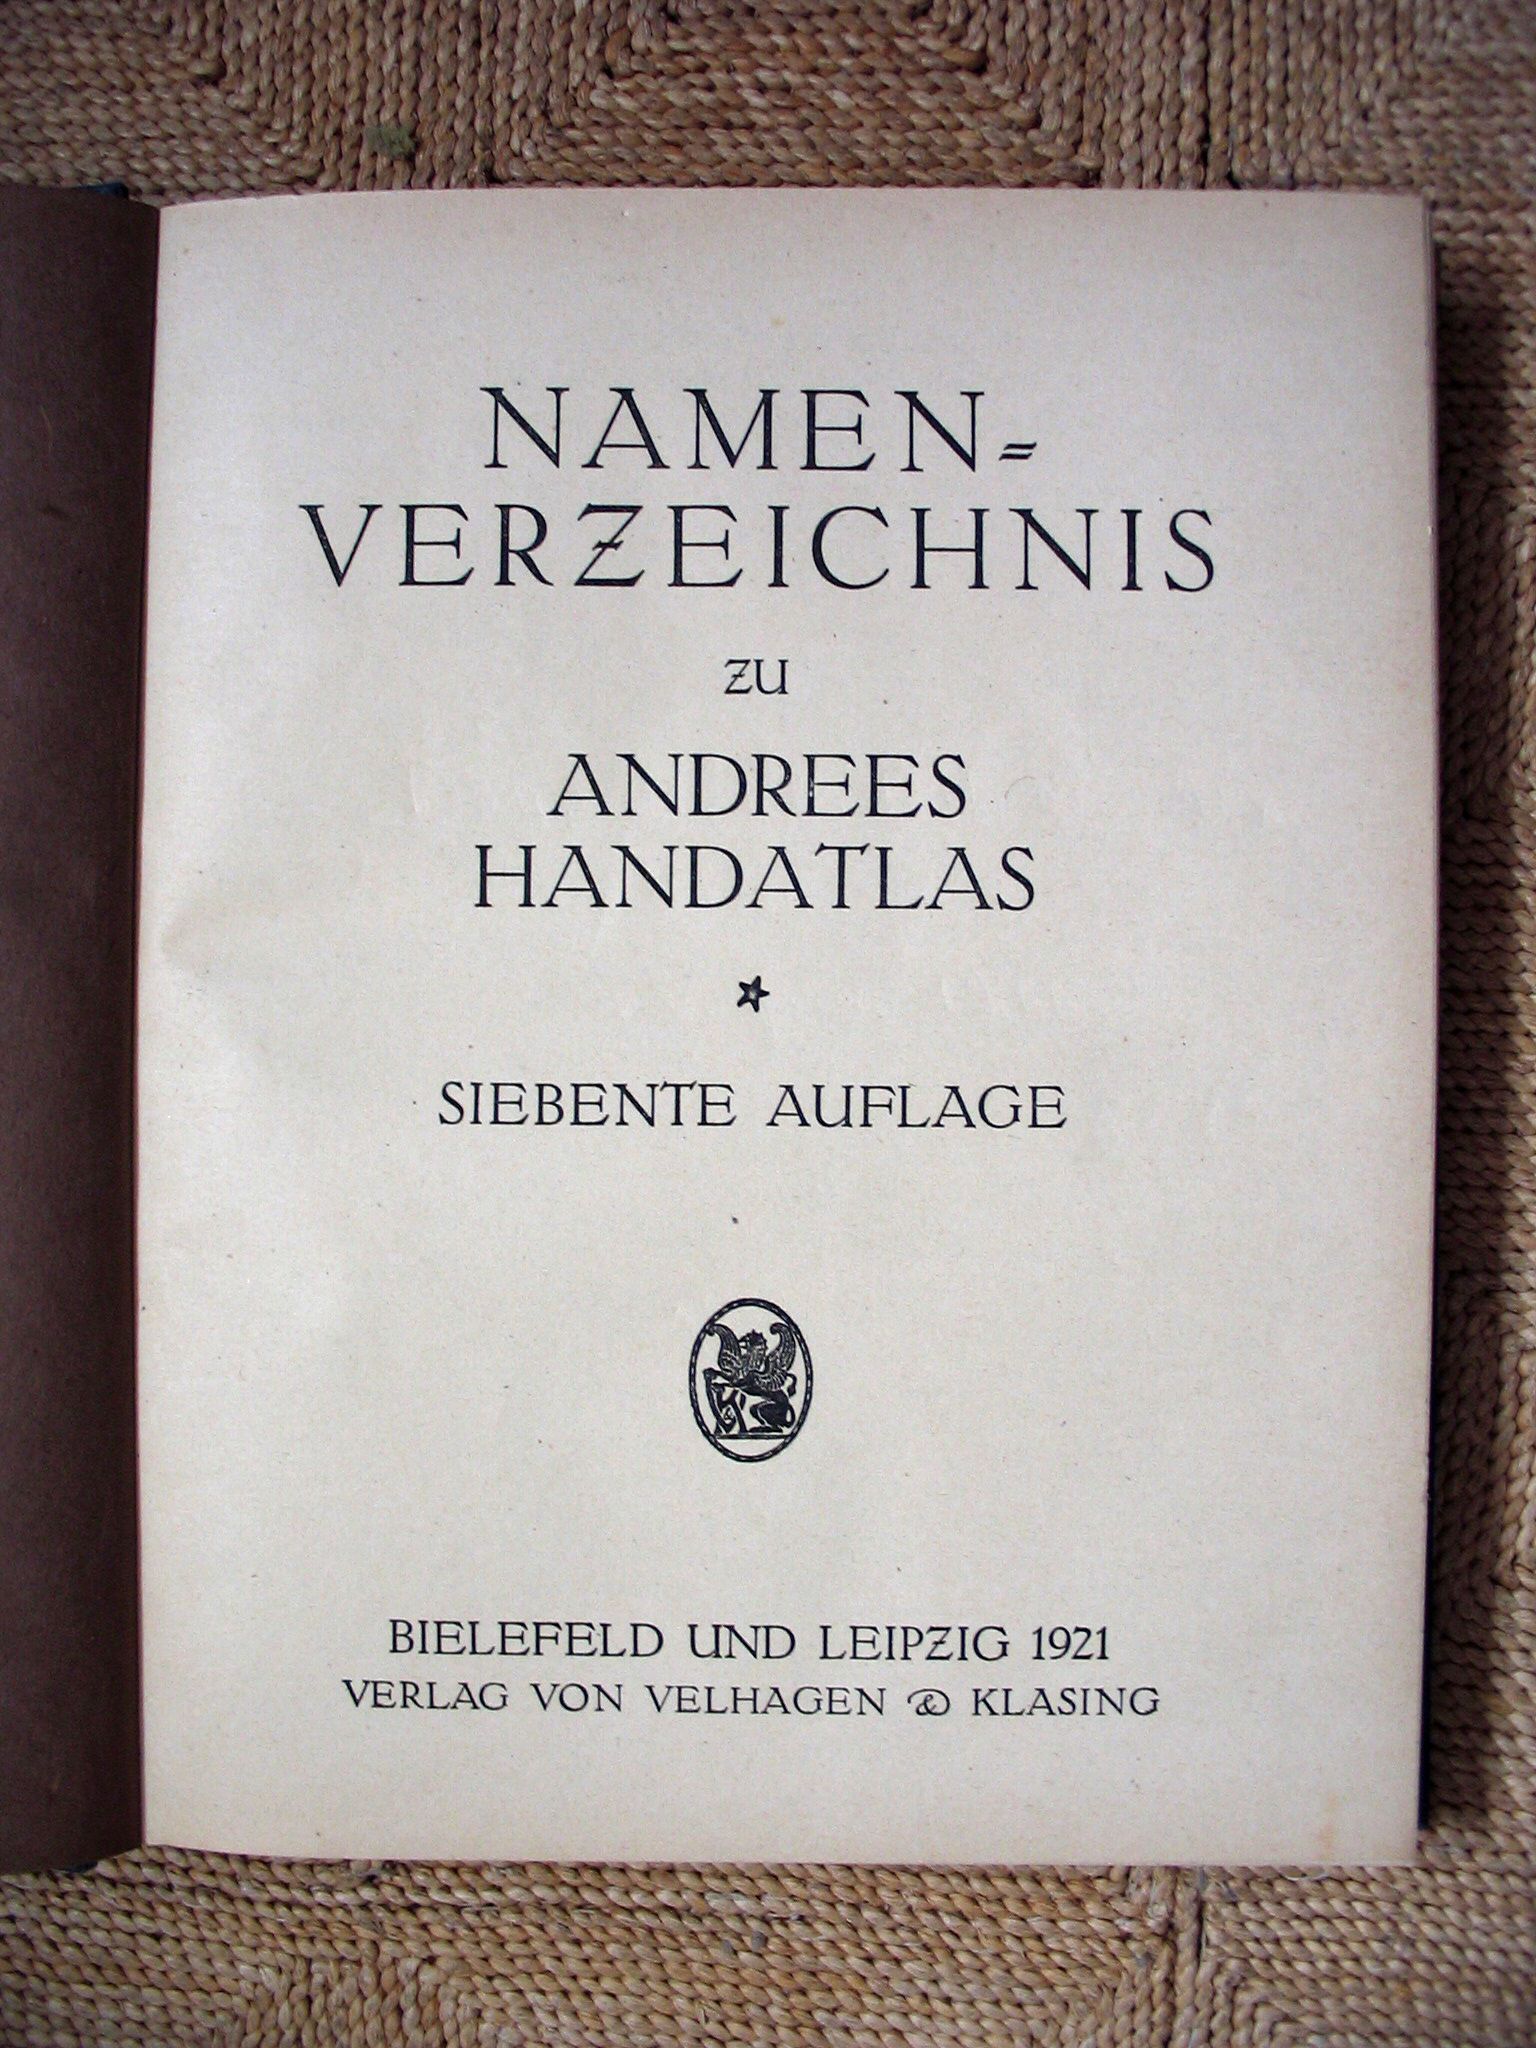 NAMEN=
VERZEICHNIS
ZU
ANDREES
HANDATLAS
SIEBENTE AUFLAGE
V&K
BIELEFELD UND LEIPZIG 1921
VERLAG VON VELHAGEN & KLASING